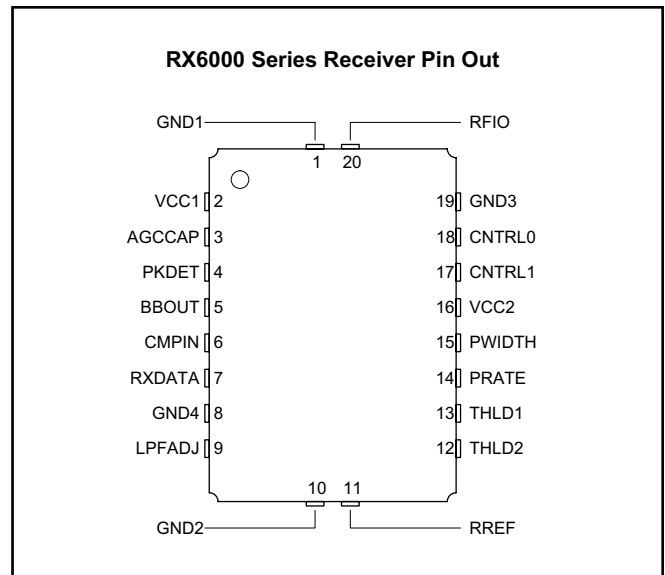 RX6000 Series Receiver Pin Out
GND1 RFIO
1 20
VCC1 2 19 GND3
AGCCAP 3 18 CNTRL0
PKDET 4 17 CNTRL1
BBOUT 5 16 VCC2
CMPIN 6 15 PWIDTH
RXDATA 7 14 PRATE
GND4 8 13 THLD1
LPFADJ 9 12 THLD2
10 11
GND2 RREF